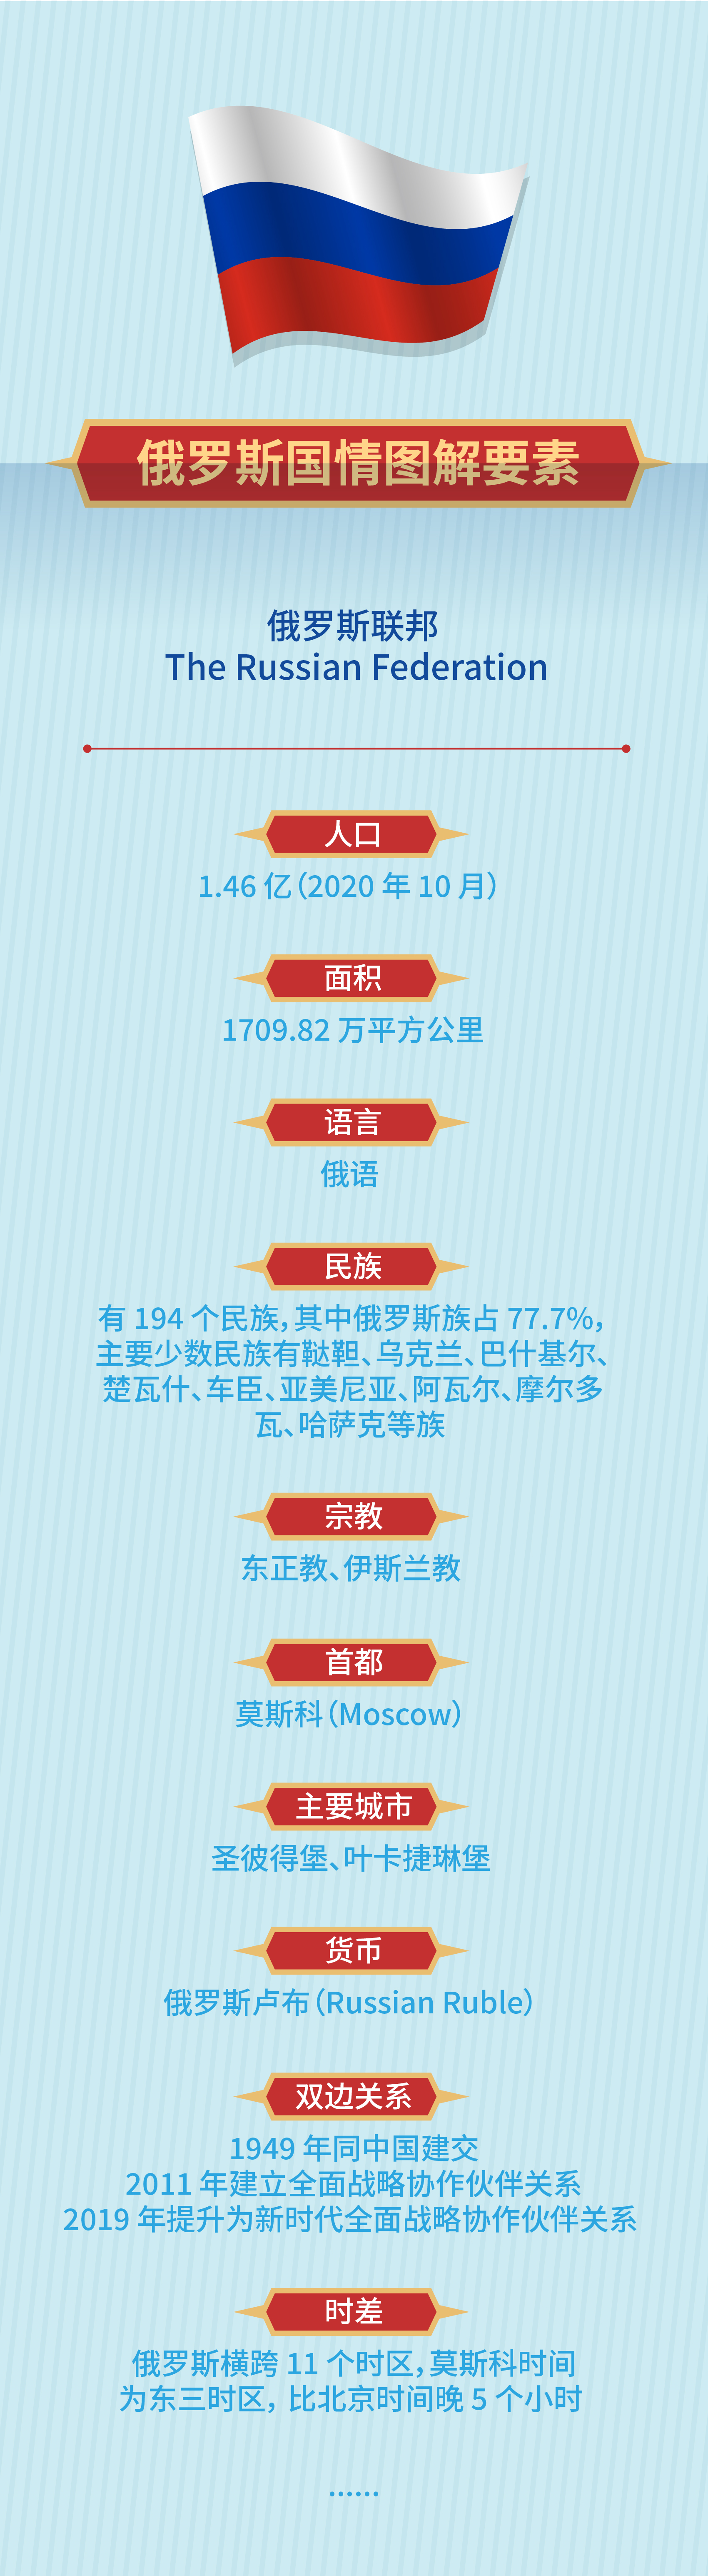 俄罗斯国情图解要素
俄罗斯联邦
The Russian Federation
人口
1.46 亿（2020 年 10 月）
面积
1709.82 万平方公里
语言
俄语
民族
有 194 个民族，其中俄罗斯族占 77.7%，
主要少数民族有鞑靼、乌克兰、巴什基尔、
楚瓦什、车臣、亚美尼亚、阿瓦尔、摩尔多
瓦、哈萨克等族
宗教
东正教、伊斯兰教
首都
莫斯科（Moscow）
主要城市
圣彼得堡、叶卡捷琳堡
货币
俄罗斯卢布（Russian Ruble）
双边关系
1949 年同中国建交
2011 年建立全面战略协作伙伴关系
2019 年提升为新时代全面战略协作伙伴关系
时差
俄罗斯横跨 11 个时区，莫斯科时间
为东三时区，比北京时间晚 5 个小时
......